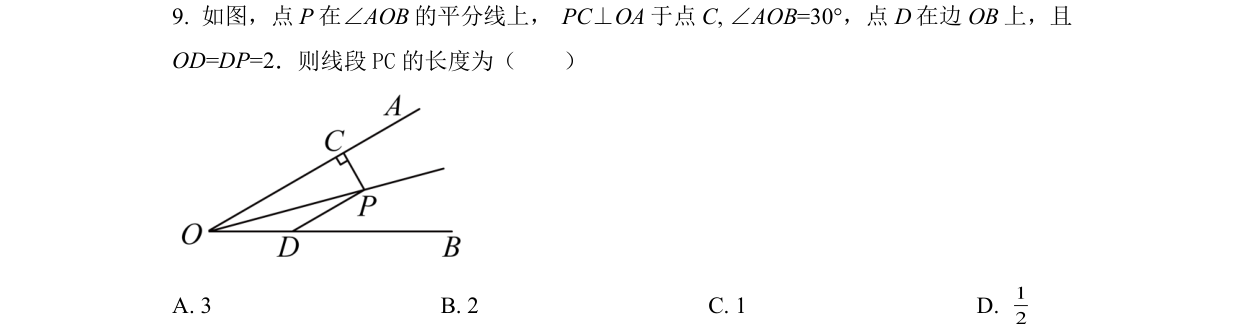 9. 如图，点 P 在∠AOB 的平分线上， PC⊥OA 于点 C, ∠AOB=30°，点 D 在边 OB 上，且
OD=DP=2．则线段 PC 的长度为（　　）
A
C
P
O
D
B
A. 3 B. 2 C. 1 D. 1/2